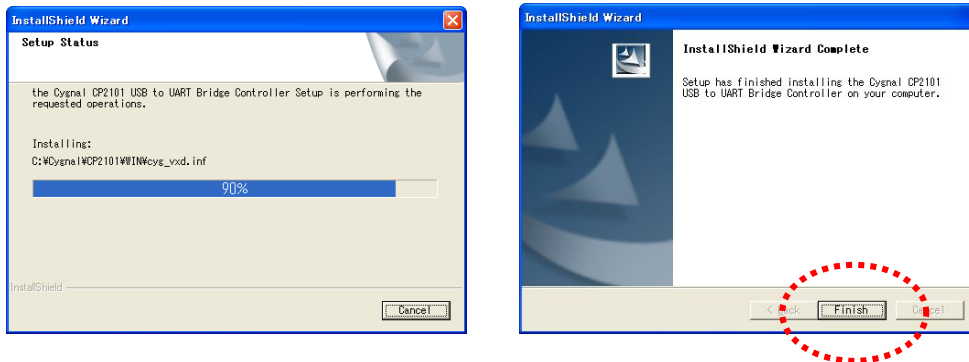 InstallShield Wizard
Setup Status
the Cygnal CP2101 USB to UART Bridge Controller Setup is performing the
requested operations.
Installing:
C:¥Cygnal¥CP2101¥WIN¥cyg_vxd.inf
90%
InstallShield
Cancel
InstallShield Wizard
InstallShield Wizard Complete
Setup has finished installing the Cygnal CP2101
USB to UART Bridge Controller on your computer.
< Back
Finish
Cancel